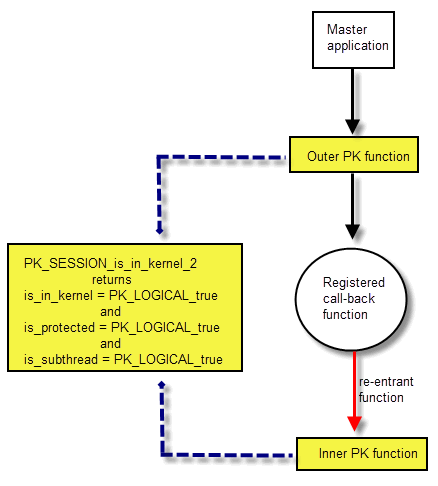 Master
application
Outer PK function
PK_SESSION_is_in_kernel_2
returns
is_in_kernel = PK_LOGICAL_true
and
is_protected = PK_LOGICAL_true
and
is_subthread = PK_LOGICAL_true
Registered
call-back
function
re-entrant
function
Inner PK function